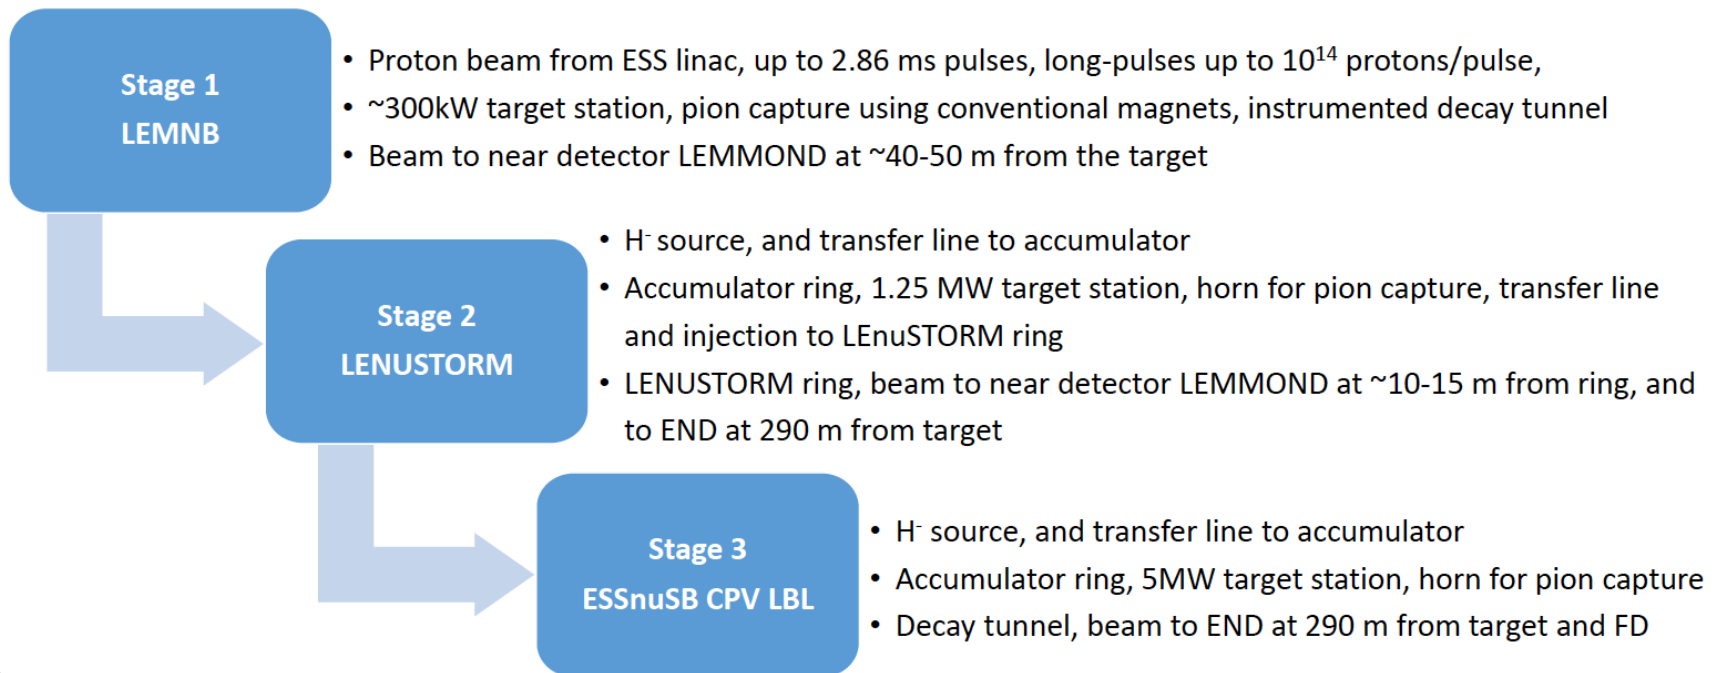 Stage 1
LEMNB
• Proton beam from ESS linac, up to 2.86 ms pulses, long-pulses up to 10¹⁴ protons/pulse,
• ~300kW target station, pion capture using conventional magnets, instrumented decay tunnel
• Beam to near detector LEMMOND at ~40-50 m from the target
Stage 2
LENUSTORM
• H⁻ source, and transfer line to accumulator
• Accumulator ring, 1.25 MW target station, horn for pion capture, transfer line
and injection to LEnuSTORM ring
• LENUSTORM ring, beam to near detector LEMMOND at ~10-15 m from ring, and
to END at 290 m from target
Stage 3
ESSnuSB CPV LBL
• H⁻ source, and transfer line to accumulator
• Accumulator ring, 5MW target station, horn for pion capture
• Decay tunnel, beam to END at 290 m from target and FD